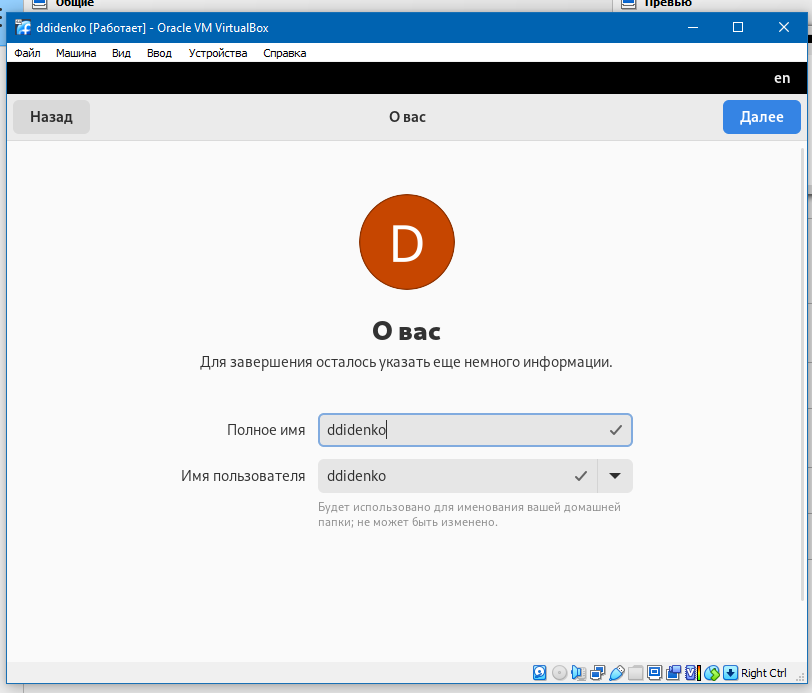 Общие
Превью
ddidenko [Работает] - Oracle VM VirtualBox
Файл Машина Вид Ввод Устройства Справка
en
Назад О вас Далее
D
О вас
Для завершения осталось указать еще немного информации.
Полное имя ddidenko
Имя пользователя ddidenko
Будет использовано для именования вашей домашней
папки; не может быть изменено.
Right Ctrl